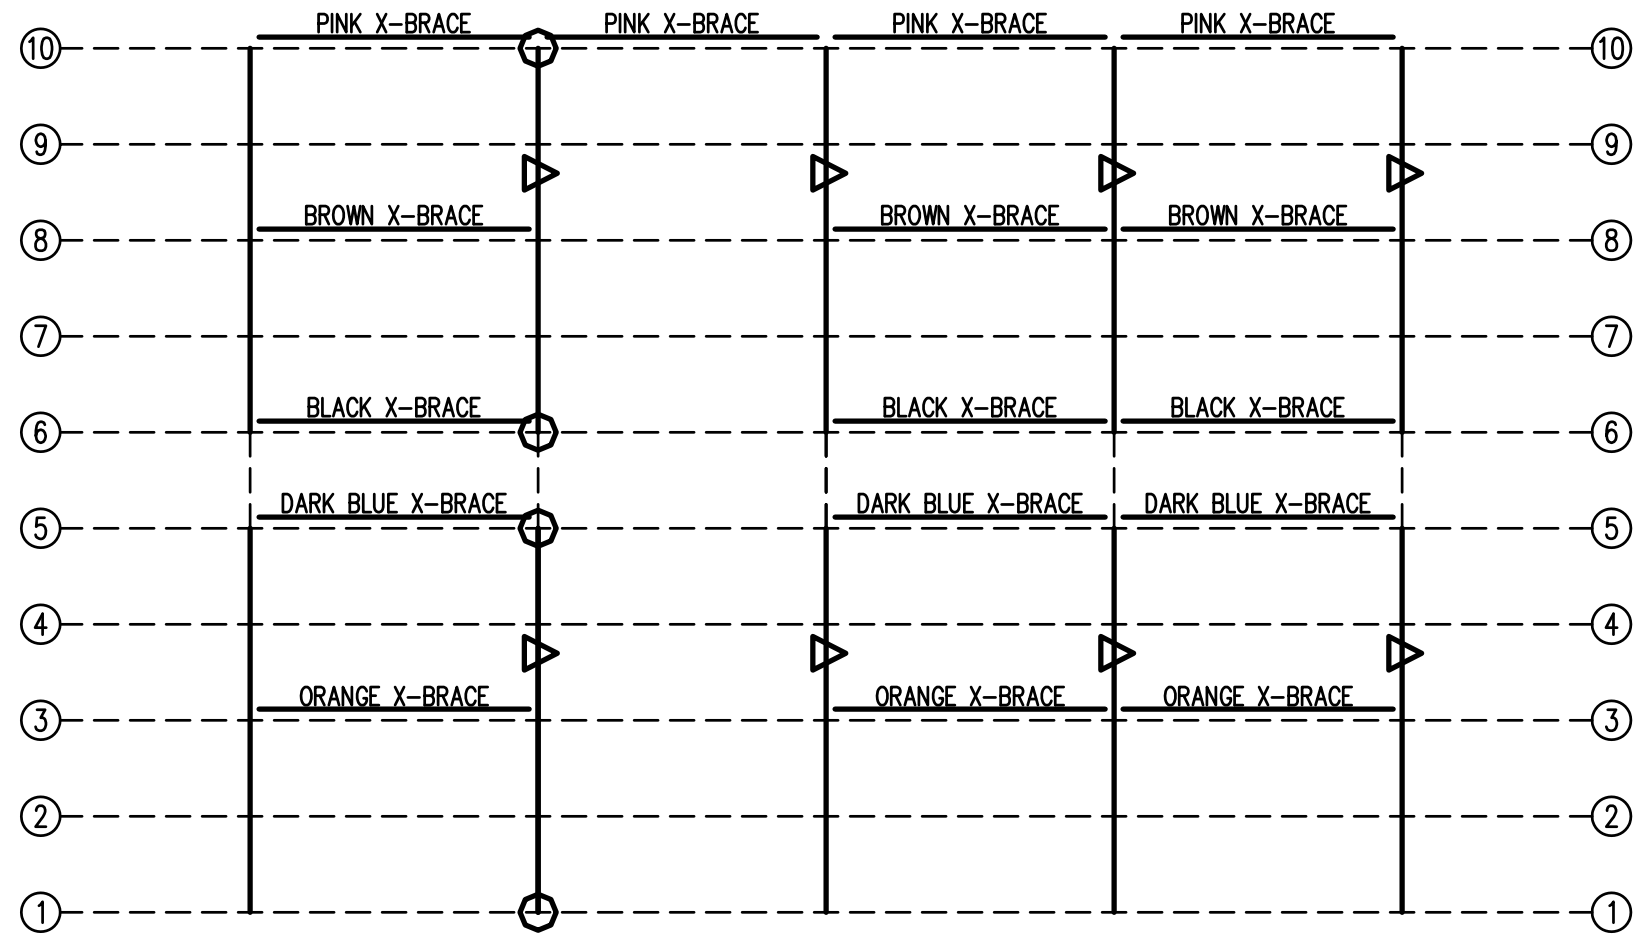 PINK X-BRACE PINK X-BRACE PINK X-BRACE PINK X-BRACE
10 10
9 9
BROWN X-BRACE BROWN X-BRACE BROWN X-BRACE
8 8
7 7
BLACK X-BRACE BLACK X-BRACE BLACK X-BRACE
6 6
DARK BLUE X-BRACE DARK BLUE X-BRACE DARK BLUE X-BRACE
5 5
4 4
ORANGE X-BRACE ORANGE X-BRACE ORANGE X-BRACE
3 3
2 2
1 1